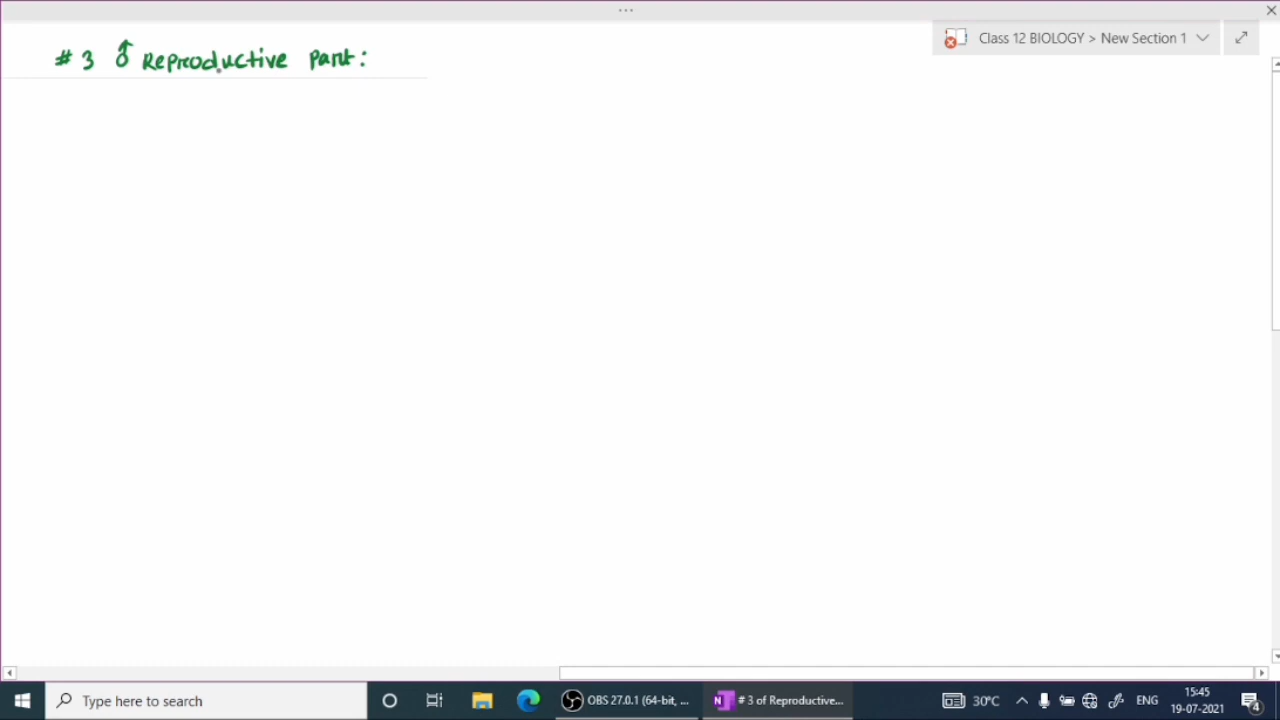 ...
Class 12 BIOLOGY > New Section 1
# 3 ♂ Reproductive part:
Type here to search
OBS 27.0.1 (64-bit, ...
# 3 of Reproductive...
30°C
ENG
15:45
19-07-2021
4